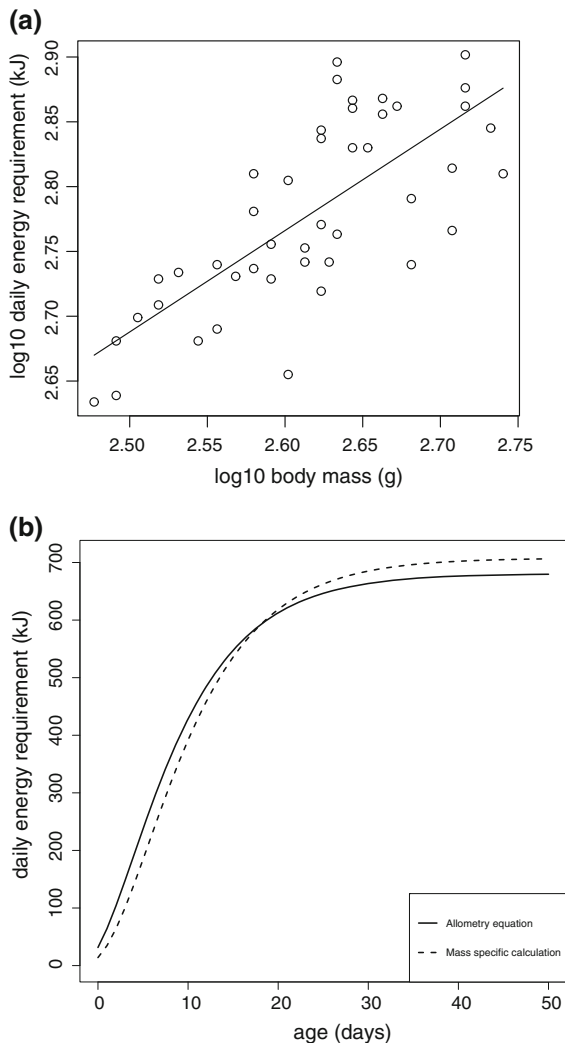 (a)
log10 daily energy requirement (kJ)
2.90
2.85
2.80
2.75
2.70
2.65
2.50 2.55 2.60 2.65 2.70 2.75
log10 body mass (g)
(b)
daily energy requirement (kJ)
700
600
500
400
300
200
100
0
Allometry equation
Mass specific calculation
0 10 20 30 40 50
age (days)